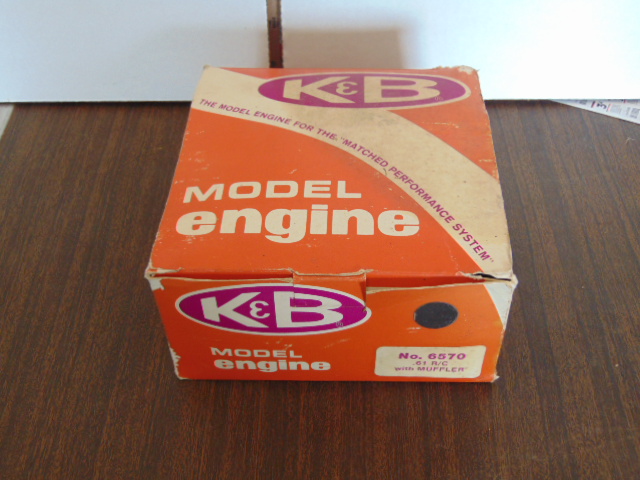 K&B
THE MODEL ENGINE FOR THE "MATCHED PERFORMANCE SYSTEM"
MODEL
engine
K&B
MODEL
engine
No. 6570
.61 R/C
with MUFFLER